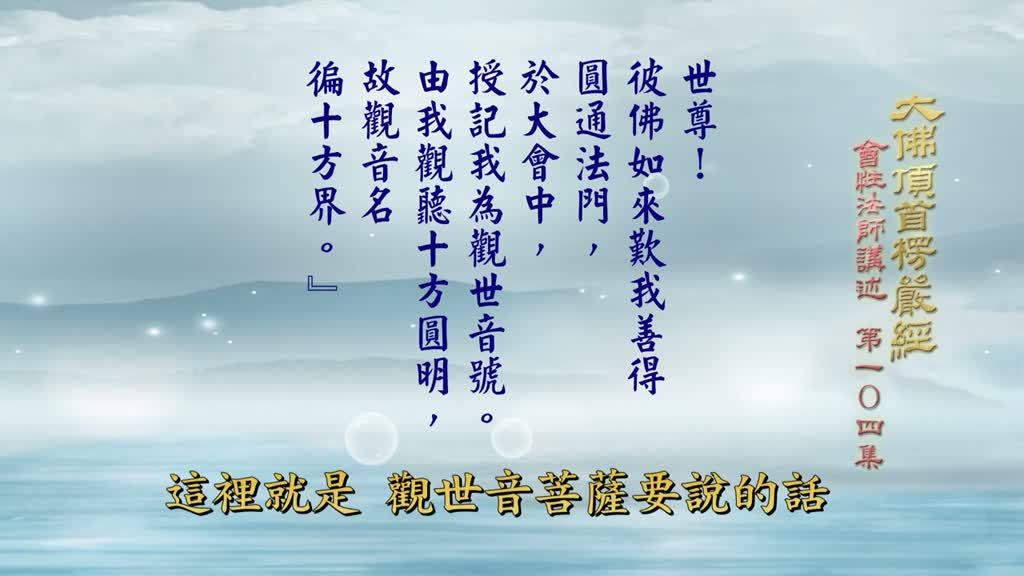 大佛頂首楞嚴經
會性法師講述 第一〇四集
世尊！
彼佛如來歎我善得
圓通法門，
於大會中，
授記我為觀世音號。
由我觀聽十方圓明，
故觀音名
徧十方界。』
這裡就是 觀世音菩薩要說的話